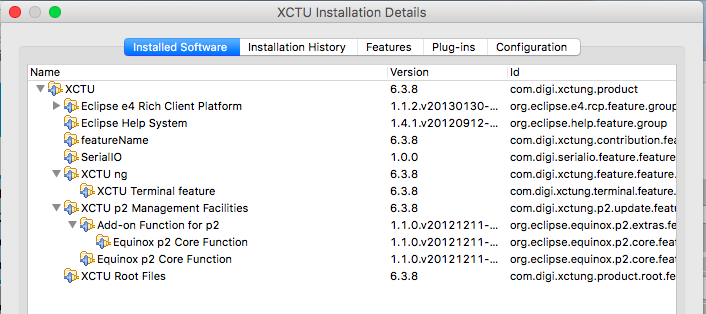 XCTU Installation Details
Installed Software Installation History Features Plug-ins Configuration
Name Version Id
XCTU 6.3.8 com.digi.xctung.product
Eclipse e4 Rich Client Platform 1.1.2.v20130130-... org.eclipse.e4.rcp.feature.group
Eclipse Help System 1.4.1.v20120912-... org.eclipse.help.feature.group
featureName 6.3.8 com.digi.xctung.contribution.fea
SerialIO 1.0.0 com.digi.serialio.feature.feature
XCTU ng 6.3.8 com.digi.xctung.feature.feature.
XCTU Terminal feature 6.3.8 com.digi.xctung.terminal.feature.
XCTU p2 Management Facilities 6.3.8 com.digi.xctung.p2.update.feat
Add-on Function for p2 1.1.0.v20121211-... org.eclipse.equinox.p2.extras.fe
Equinox p2 Core Function 1.1.0.v20121211-... org.eclipse.equinox.p2.core.feat
Equinox p2 Core Function 1.1.0.v20121211-... org.eclipse.equinox.p2.core.feat
XCTU Root Files 6.3.8 com.digi.xctung.product.root.fe